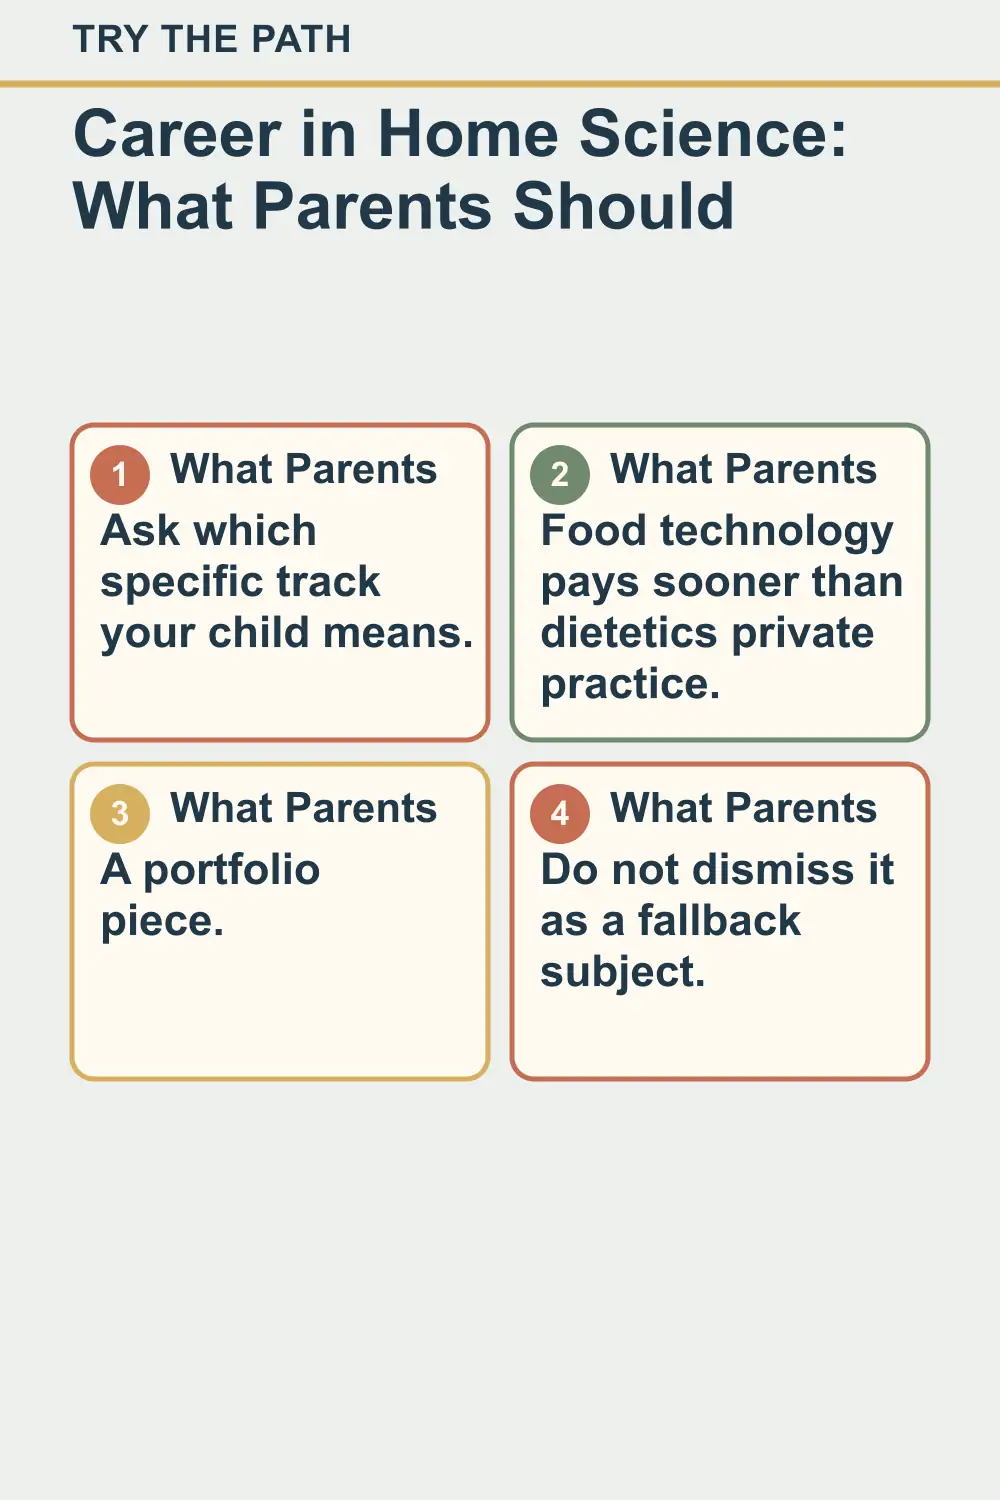 TRY THE PATH
Career in Home Science:
What Parents Should
1 What Parents
Ask which
specific track
your child means.
2 What Parents
Food technology
pays sooner than
dietetics private
practice.
3 What Parents
A portfolio
piece.
4 What Parents
Do not dismiss it
as a fallback
subject.